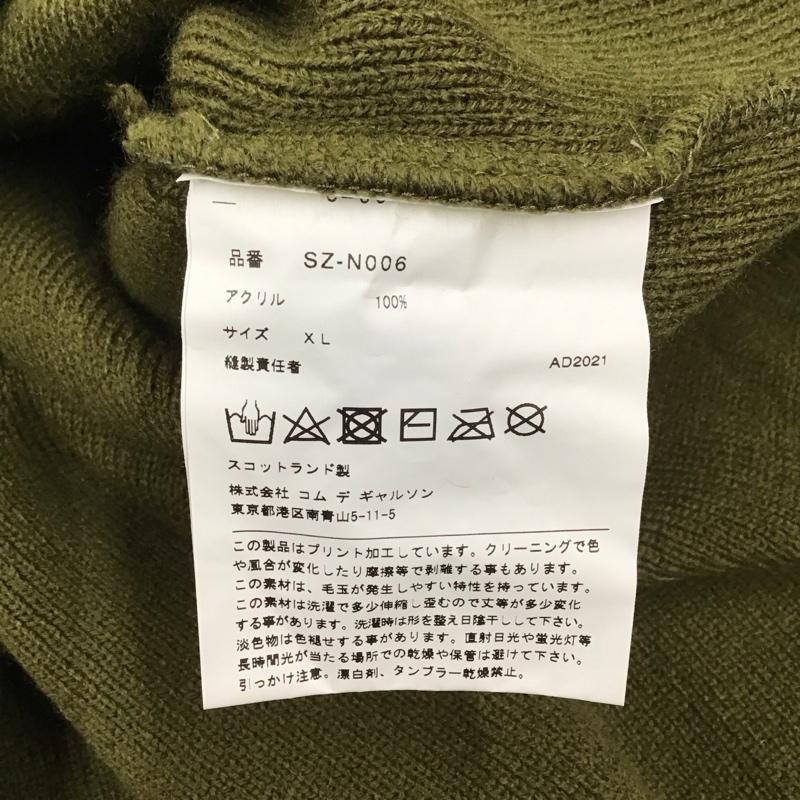 品番 SZ-N006
アクリル 100%
サイズ XL
縫製責任者 AD2021
スコットランド製
株式会社 コム デ ギャルソン
東京都港区南青山5-11-5
この製品はプリント加工しています。クリーニングで色
や風合が変化したり摩擦等で剥離する事もあります。
この素材は、毛玉が発生しやすい特性を持っています。
この素材は洗濯で多少伸縮し歪むので丈等が多少変化
する事があります。洗濯時は形を整え日陰干しして下さい。
淡色物は色褪せする事があります。直射日光や蛍光灯等
長時間光が当たる場所での乾燥や保管は避けて下さい。
引っかけ注意。漂白剤、タンブラー乾燥禁止。